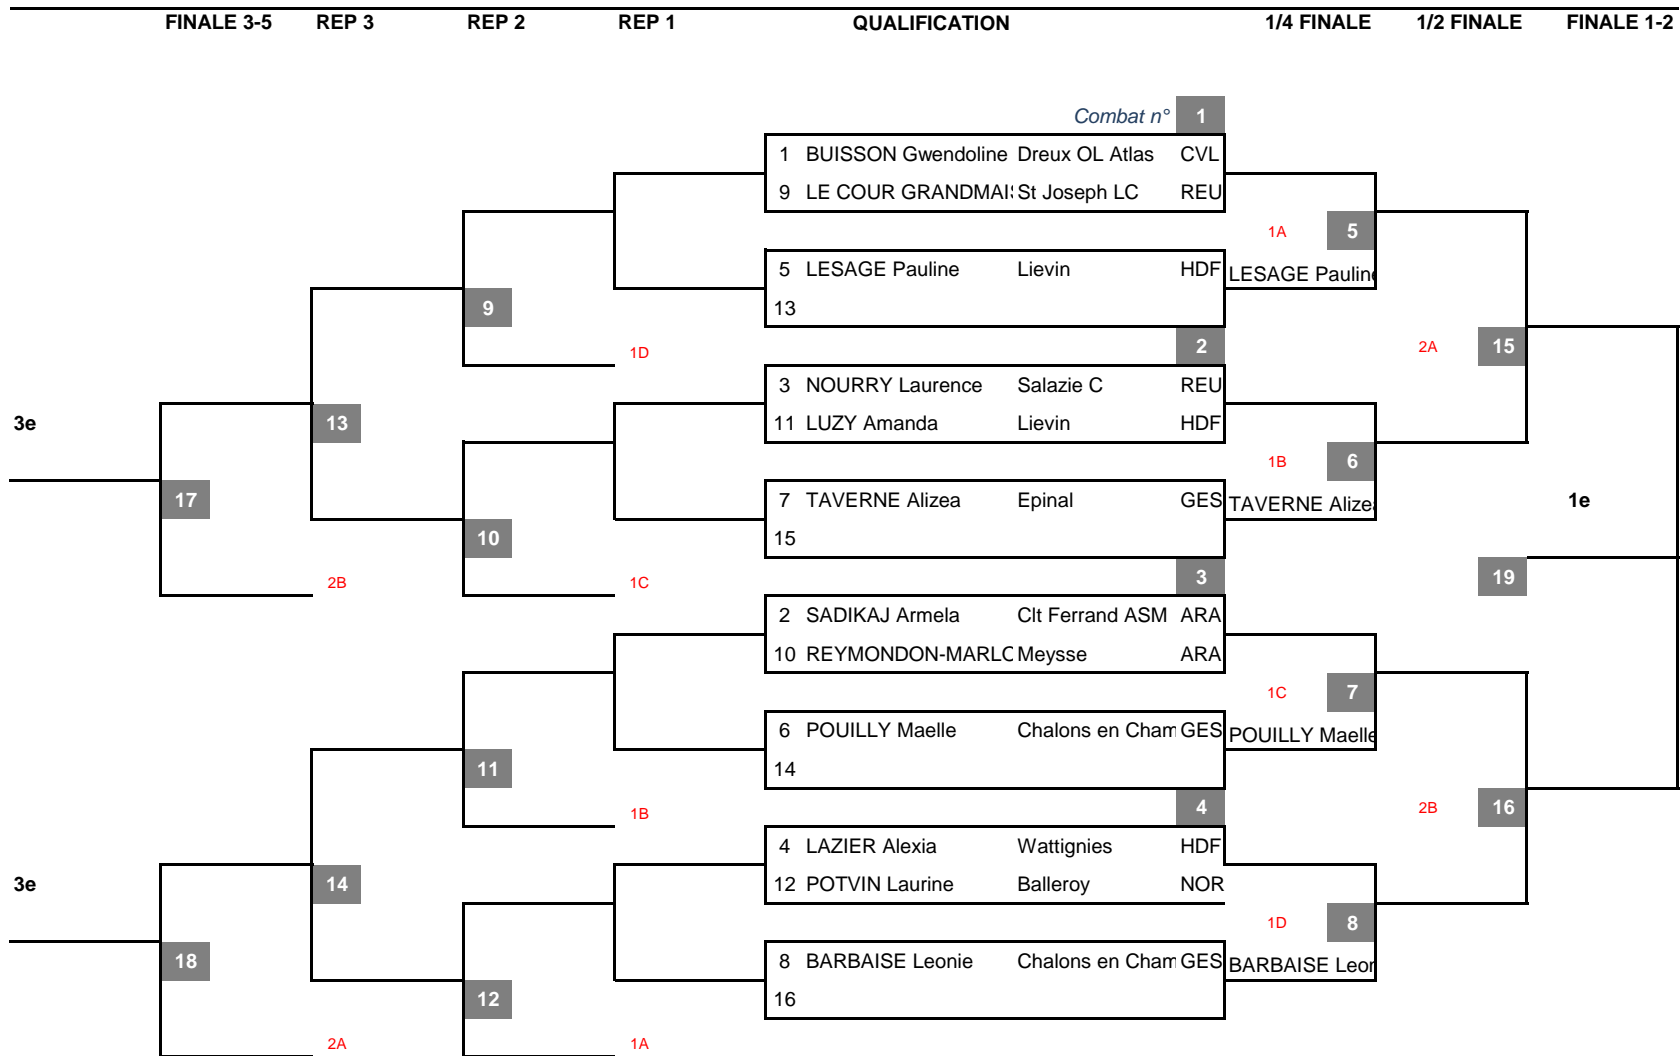 FINALE 3-5 REP 3 REP 2 REP 1 QUALIFICATION 1/4 FINALE 1/2 FINALE FINALE 1-2
Combat n° 1
1 BUISSON Gwendoline Dreux OL Atlas CVL
9 LE COUR GRANDMAI St Joseph LC REU
1A 5
5 LESAGE Pauline Lievin HDF LESAGE Pauline
9 13
1D 2 2A 15
3 NOURRY Laurence Salazie C REU
3e 13 11 LUZY Amanda Lievin HDF
1B 6
17 7 TAVERNE Alizea Epinal GES TAVERNE Alizea 1e
10 15
2B 1C 3 19
2 SADIKAJ Armela Clt Ferrand ASM ARA
10 REYMONDON-MARLO Meysse ARA
1C 7
6 POUILLY Maelle Chalons en Cham GES POUILLY Maelle
11 14
1B 4 2B 16
4 LAZIER Alexia Wattignies HDF
3e 14 12 POTVIN Laurine Balleroy NOR
1D 8
18 8 BARBAISE Leonie Chalons en Cham GES BARBAISE Leon
12 16
2A 1A